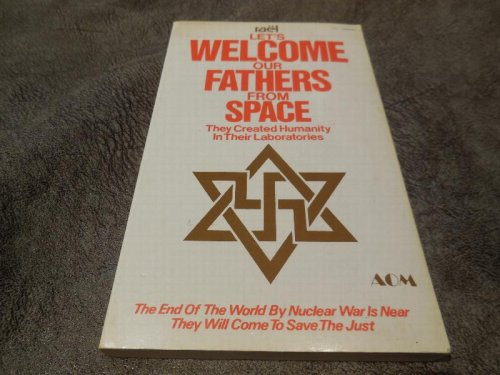 raël
LET'S
WELCOME
OUR
FATHERS
FROM
SPACE
They Created Humanity
In Their Laboratories
AOM
The End Of The World By Nuclear War Is Near
They Will Come To Save The Just